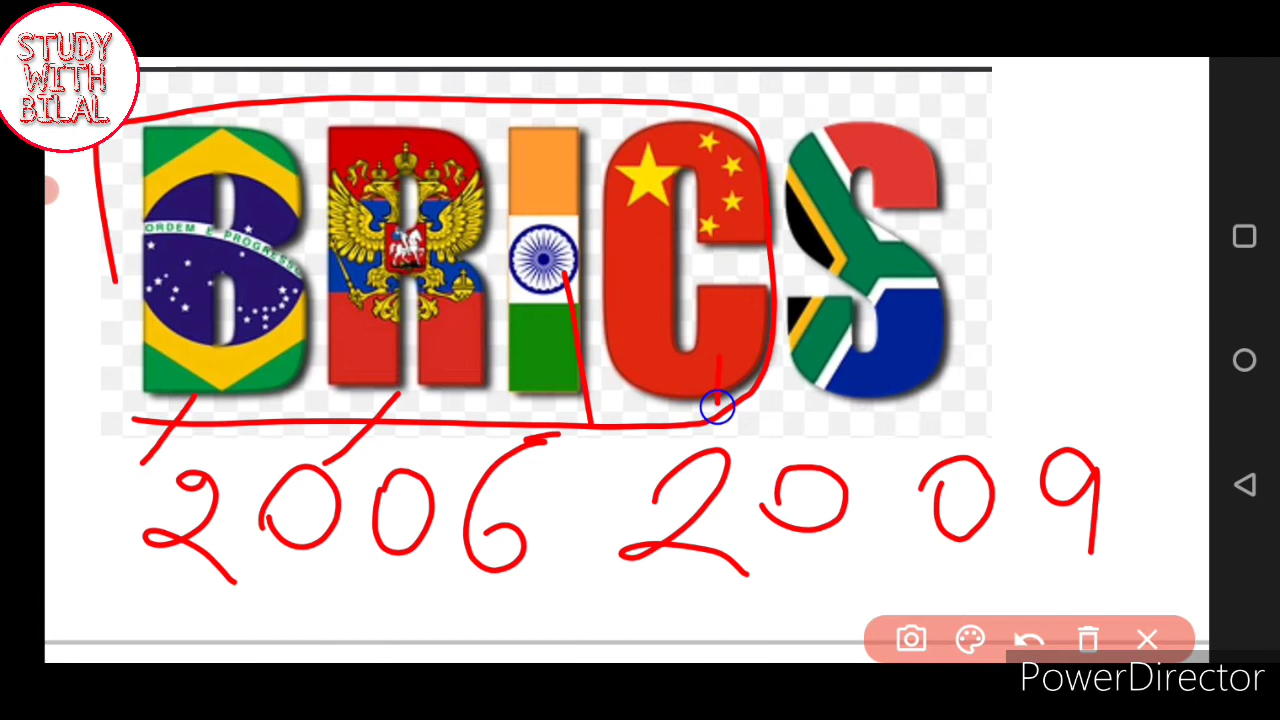 STUDY
WITH
BILAL
BRICS
ORDEM E PROGRESSO
2006 2009
PowerDirector